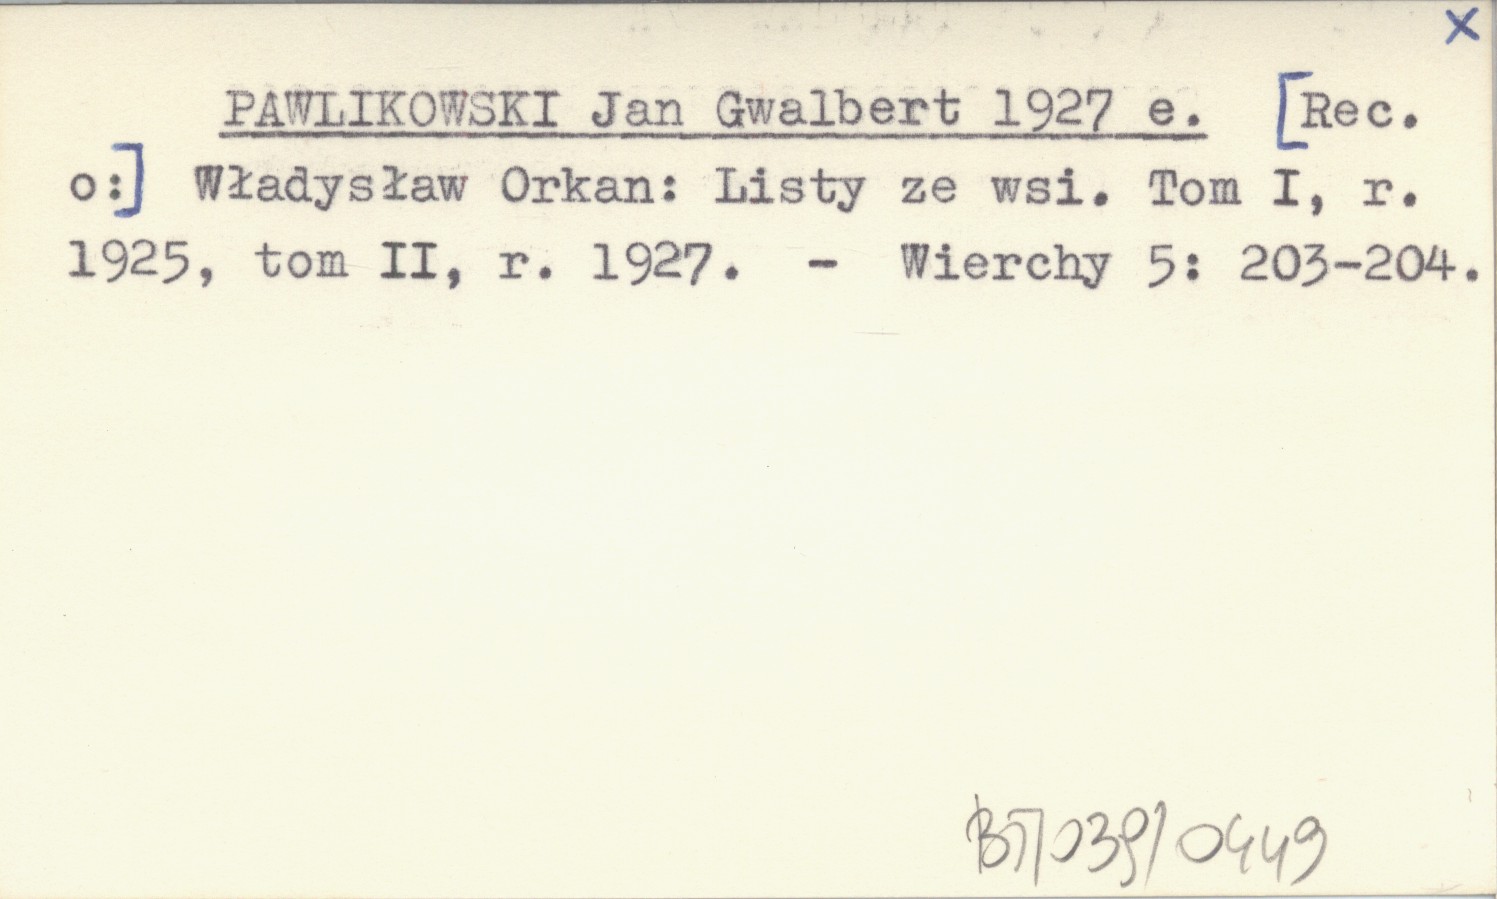 x
PAWLIKOWSKI Jan Gwalbert 1927 e. [Rec.
o:] Władysław Orkan: Listy ze wsi. Tom I, r.
1925, tom II, r. 1927. - Wierchy 5: 203-204.
BT/039/0449